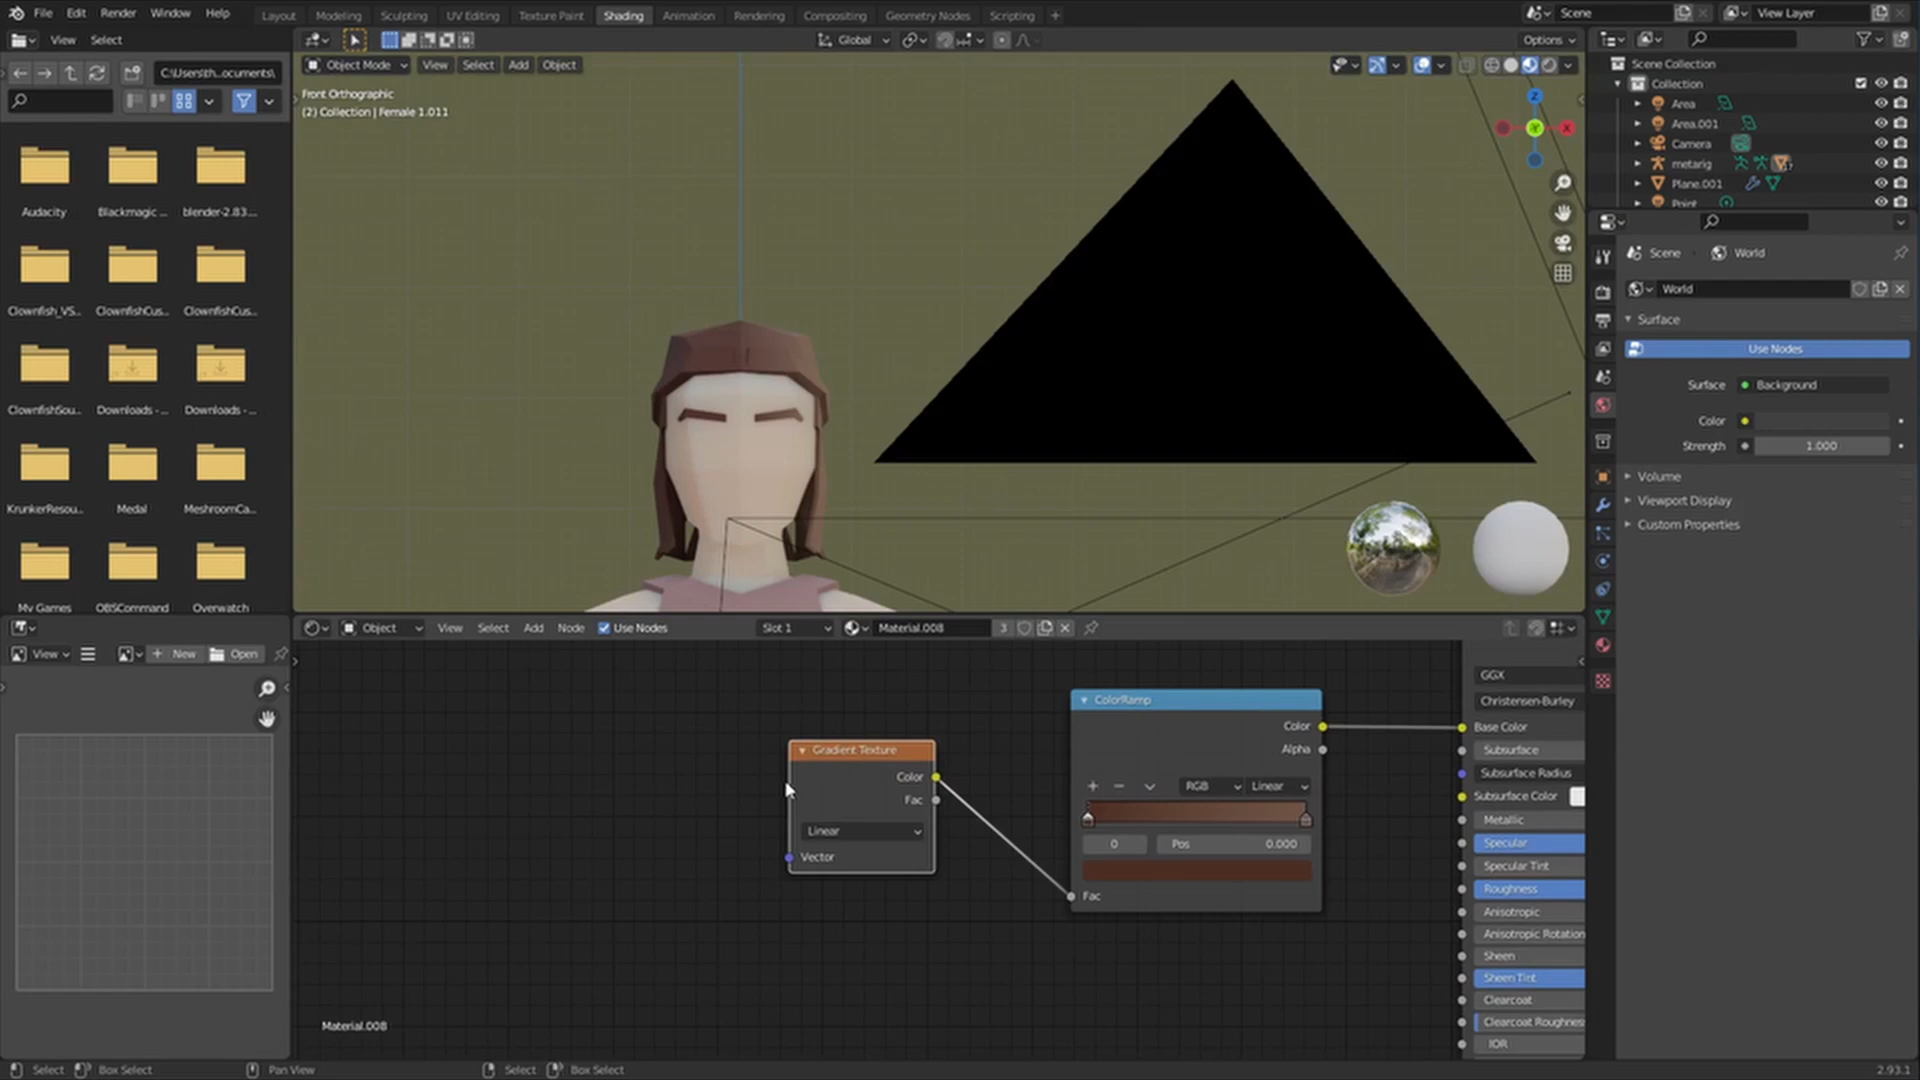 File Edit Render Window Help
Layout Modeling Sculpting UV Editing Texture Paint Shading Animation Rendering Compositing Geometry Nodes Scripting +
Scene
View Layer
View Select
Global
Options
C:\Users\th...ocuments\
Object Mode View Select Add Object
Front Orthographic
(2) Collection | Female 1.011
Z
Y
X
Audacity Blackmagic ... blender-2.83...
Clownfish_VS... ClownfishCus... ClownfishCus...
ClownfishSou... Downloads - ... Downloads - ...
KrunkerResou... Medal MeshroomCa...
My Games OBSCommand Overwatch
Scene Collection
Collection
Area
Area.001
Camera
metarig
Plane.001
Point
Scene World
World
Surface
Use Nodes
Surface Background
Color
Strength 1.000
Volume
Viewport Display
Custom Properties
View New Open
Object View Select Add Node Use Nodes Slot 1 Material.008 3
Gradient Texture
Color
Fac
Linear
Vector
ColorRamp
Color
Alpha
+ − RGB Linear
0 Pos 0.000
Fac
GGX
Christensen-Burley
Base Color
Subsurface
Subsurface Radius
Subsurface Color
Metallic
Specular
Specular Tint
Roughness
Anisotropic
Anisotropic Rotation
Sheen
Sheen Tint
Clearcoat
Clearcoat Roughnes
IOR
Material.008
Select Box Select Pan View Select Box Select 2.93.1